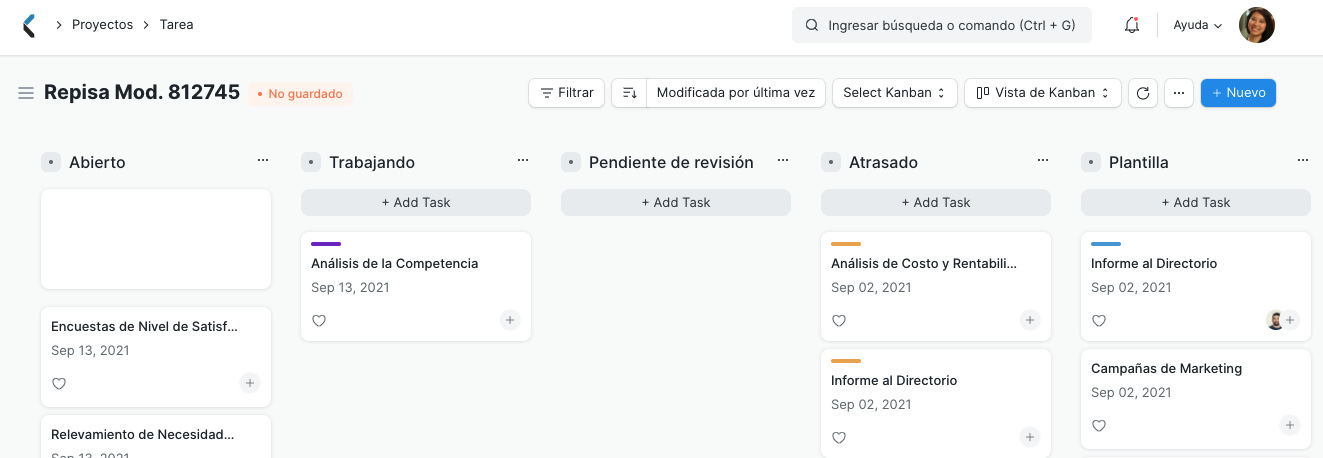 Proyectos
Tarea
Ingresar búsqueda o comando (Ctrl + G)
Ayuda
Repisa Mod. 812745
No guardado
Filtrar
Modificada por última vez
Select Kanban
Vista de Kanban
+ Nuevo
Abierto
Encuestas de Nivel de Satisf...
Sep 13, 2021
Relevamiento de Necesidad...
Sep 13, 2021
Trabajando
+ Add Task
Análisis de la Competencia
Sep 13, 2021
Pendiente de revisión
+ Add Task
Atrasado
+ Add Task
Análisis de Costo y Rentabili...
Sep 02, 2021
Informe al Directorio
Sep 02, 2021
Plantilla
+ Add Task
Informe al Directorio
Sep 02, 2021
Campañas de Marketing
Sep 02, 2021